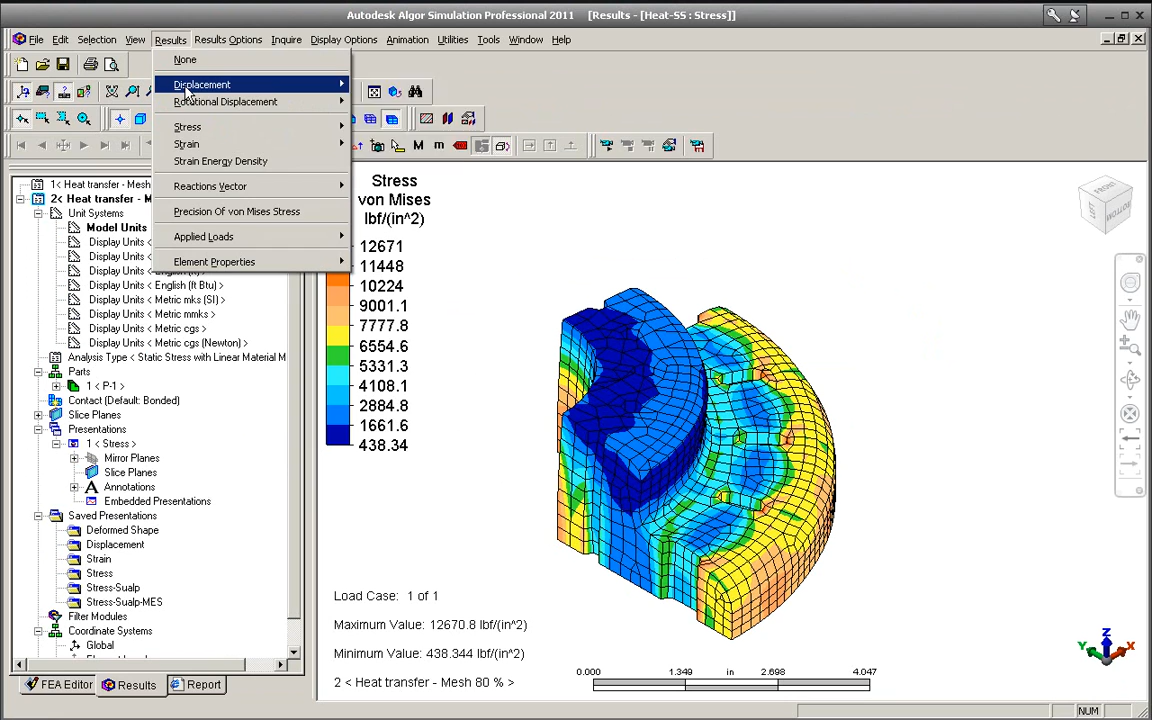 Autodesk Algor Simulation Professional 2011 [Results - [Heat-SS : Stress]]
File Edit Selection View Results Results Options Inquire Display Options Animation Utilities Tools Window Help
None
Displacement
Rotational Displacement
Stress
Strain
Strain Energy Density
Reactions Vector
Precision Of von Mises Stress
Applied Loads
Element Properties
M m
1< Heat transfer - Mesh
2< Heat transfer - M
Unit Systems
Model Units
Display Units <
Display Units <
Display Units <
Display Units < English (ft Btu) >
Display Units < Metric mks (SI) >
Display Units < Metric mmks >
Display Units < Metric cgs >
Display Units < Metric cgs (Newton) >
Analysis Type < Static Stress with Linear Material M
Parts
1 < P-1 >
Contact (Default: Bonded)
Slice Planes
Presentations
1 < Stress >
Mirror Planes
Slice Planes
A Annotations
Embedded Presentations
Saved Presentations
Deformed Shape
Displacement
Strain
Stress
Stress-Sualp
Stress-Sualp-MES
Filter Modules
Coordinate Systems
Global
FEA Editor Results Report
Stress
von Mises
lbf/(in^2)
12671
11448
10224
9001.1
7777.8
6554.6
5331.3
4108.1
2884.8
1661.6
438.34
FRONT
LEFT
BOTTOM
Load Case: 1 of 1
Maximum Value: 12670.8 lbf/(in^2)
Minimum Value: 438.344 lbf/(in^2)
2 < Heat transfer - Mesh 80 % >
0.000 1.349 in 2.698 4.047
Z
Y
X
NUM